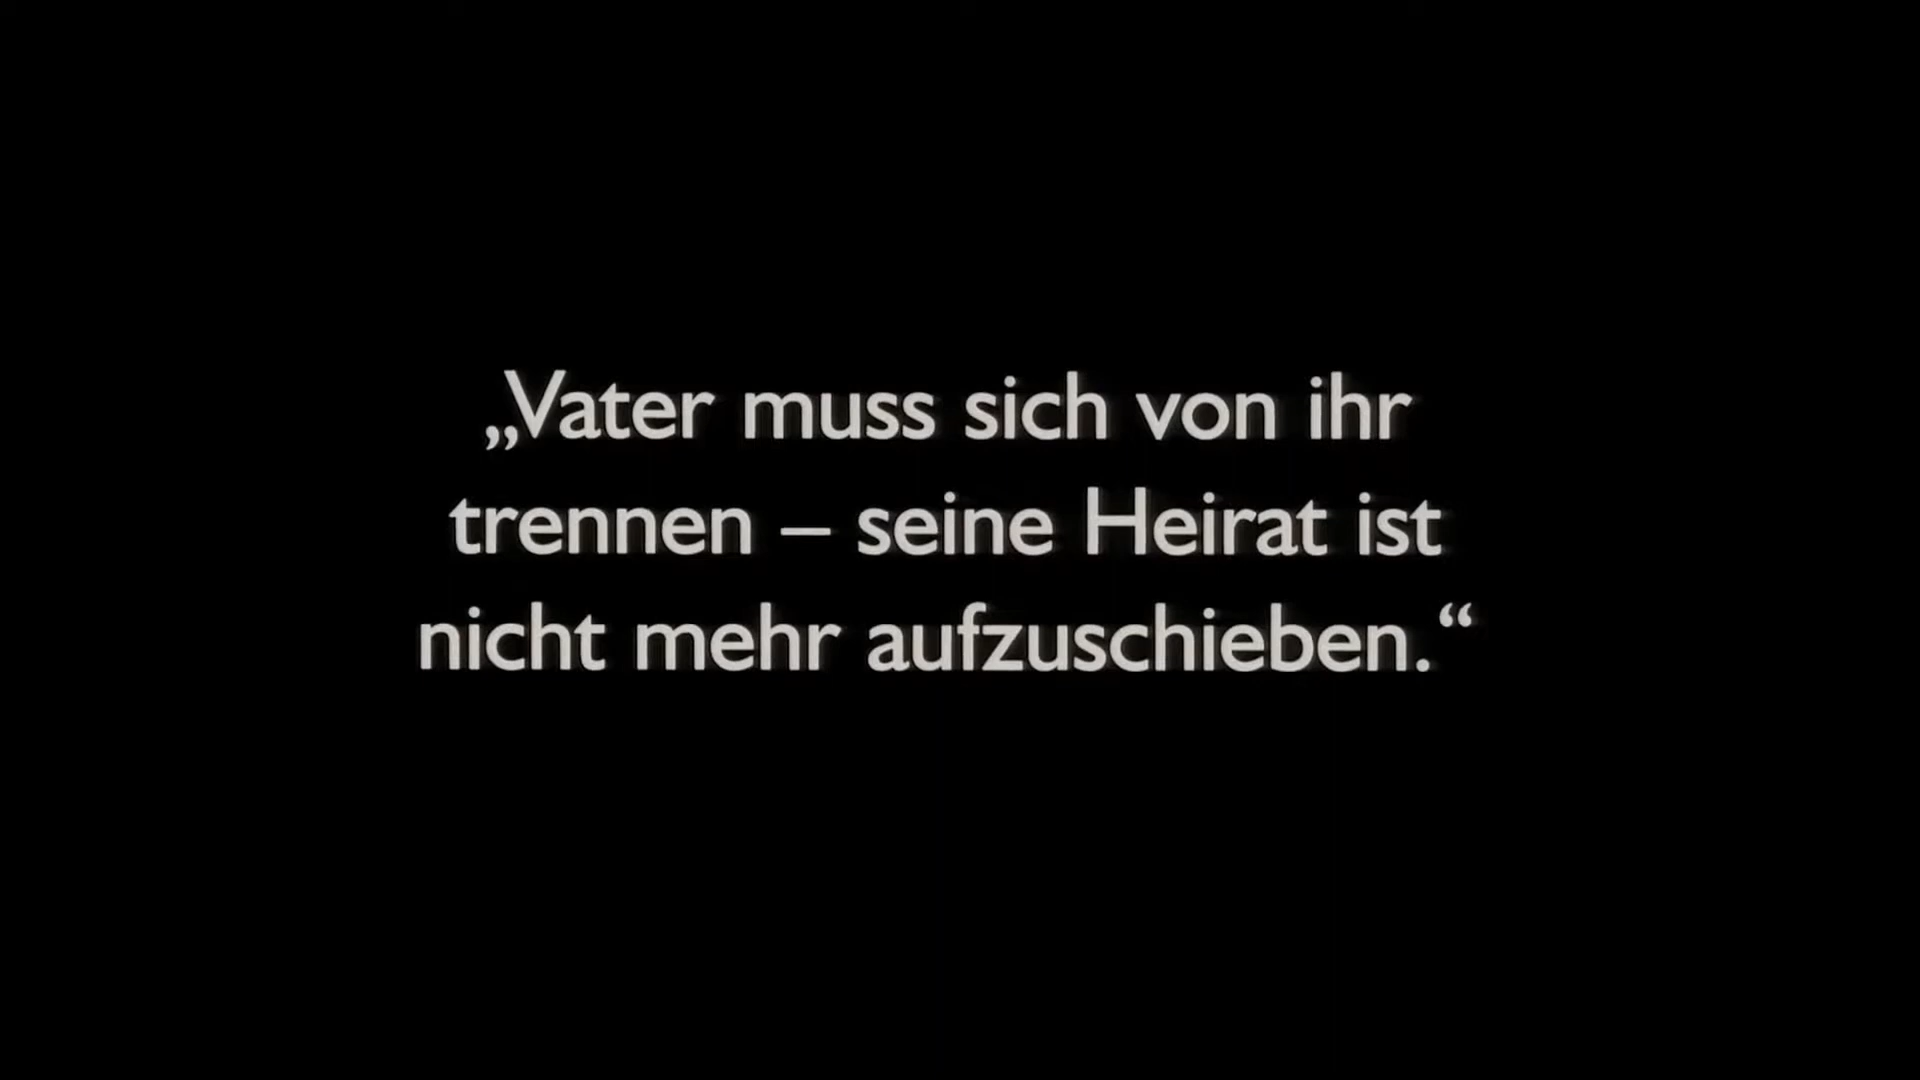 „Vater muss sich von ihr
trennen – seine Heirat ist
nicht mehr aufzuschieben.“